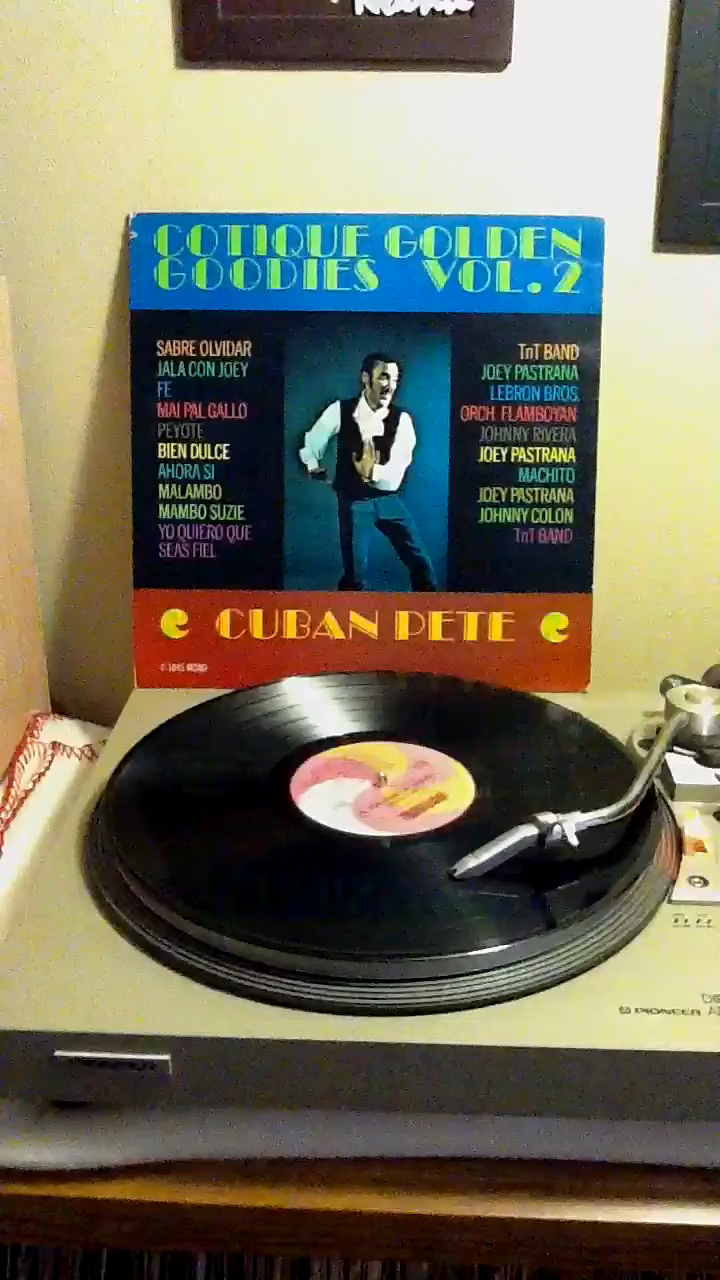 COTIQUE GOLDEN
GOODIES VOL. 2
SABRE OLVIDAR
JALA CON JOEY
FE
MAI PAL GALLO
PEYOTE
BIEN DULCE
AHORA SI
MALAMBO
MAMBO SUZIE
YO QUIERO QUE
SEAS FIEL
TnT BAND
JOEY PASTRANA
LEBRON BROS.
ORCH. FLAMBOYAN
JOHNNY RIVERA
JOEY PASTRANA
MACHITO
JOEY PASTRANA
JOHNNY COLON
TnT BAND
CUBAN PETE
PIONEER